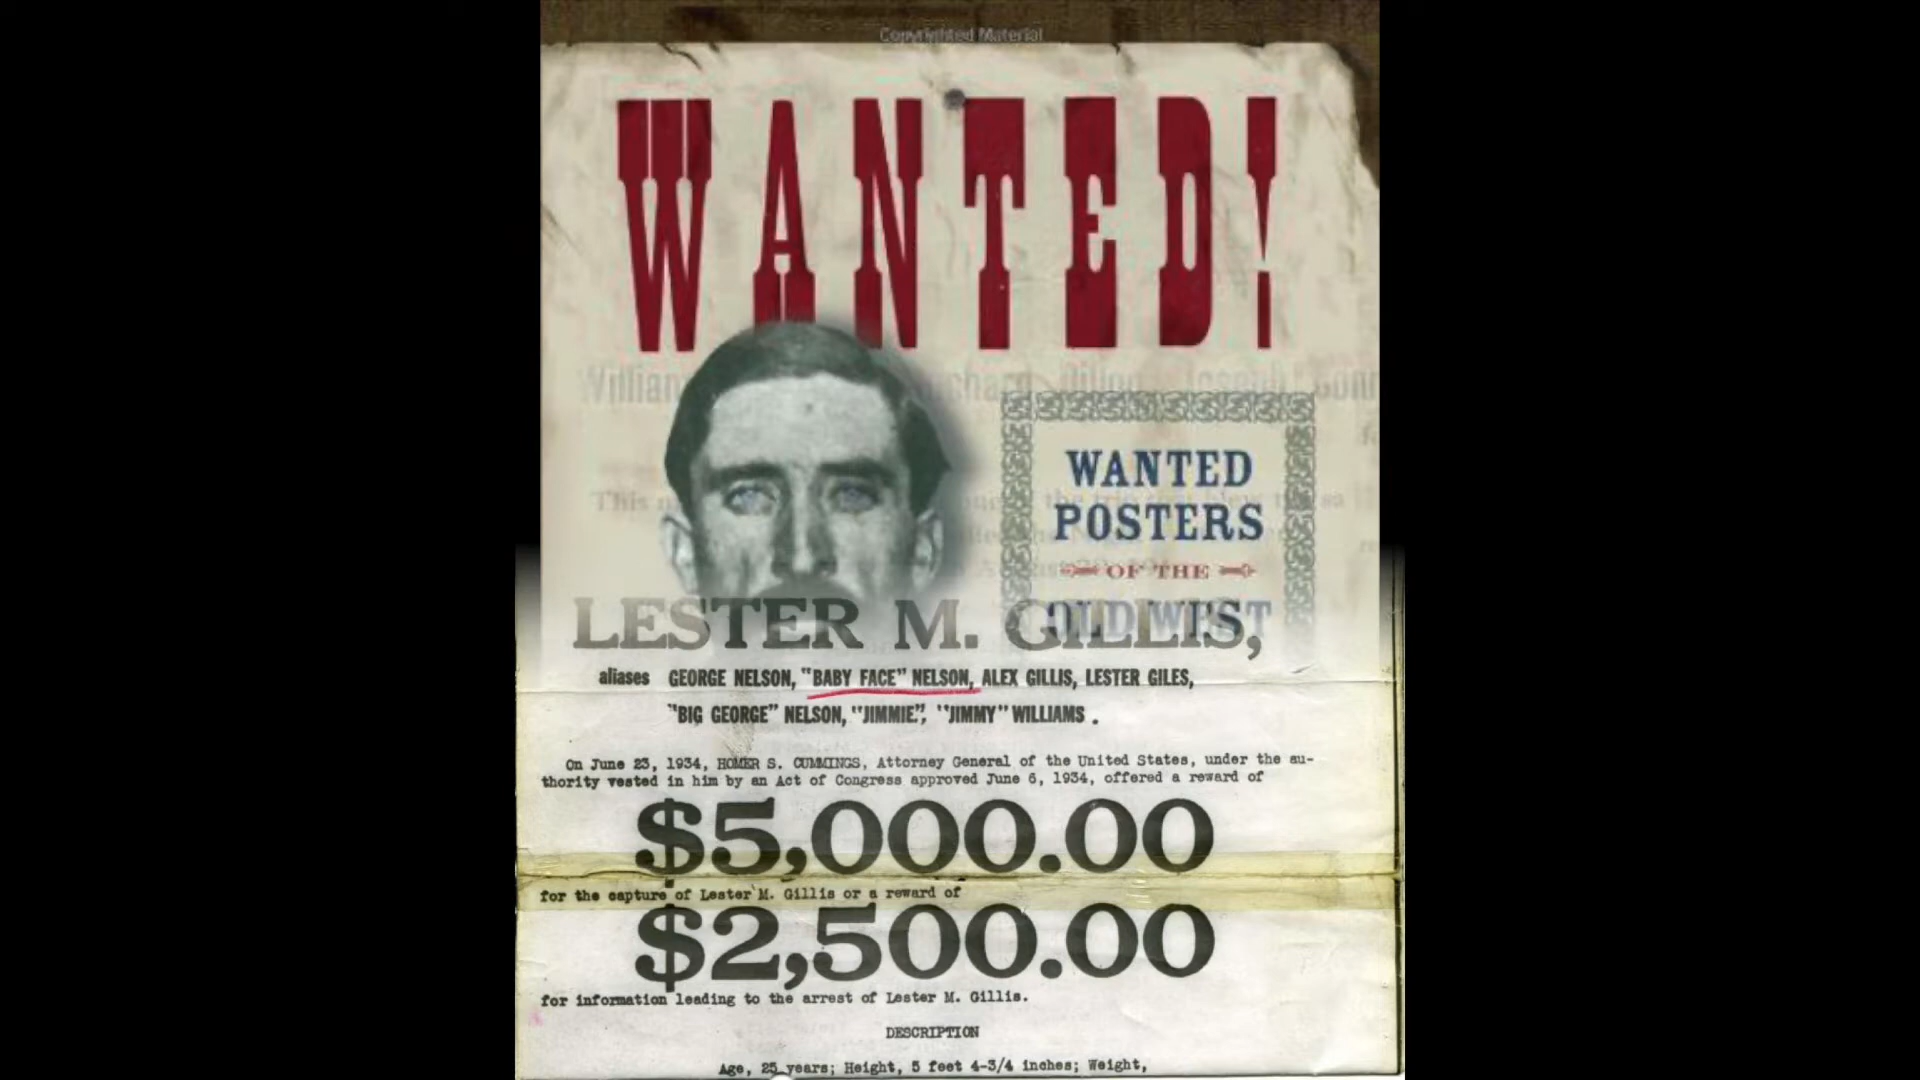 Copyrighted Material
WANTED!
WANTED
POSTERS
OF THE
OLD WEST
LESTER M. GILLIS,
aliases GEORGE NELSON, "BABY FACE" NELSON, ALEX GILLIS, LESTER GILES,
"BIG GEORGE" NELSON, "JIMMIE", "JIMMY" WILLIAMS.
On June 23, 1934, HOMER S. CUMMINGS, Attorney General of the United States, under the au-
thority vested in him by an Act of Congress approved June 6, 1934, offered a reward of
$5,000.00
for the capture of Lester M. Gillis or a reward of
$2,500.00
for information leading to the arrest of Lester M. Gillis.
DESCRIPTION
Age, 25 years; Height, 5 feet 4-3/4 inches; Weight,